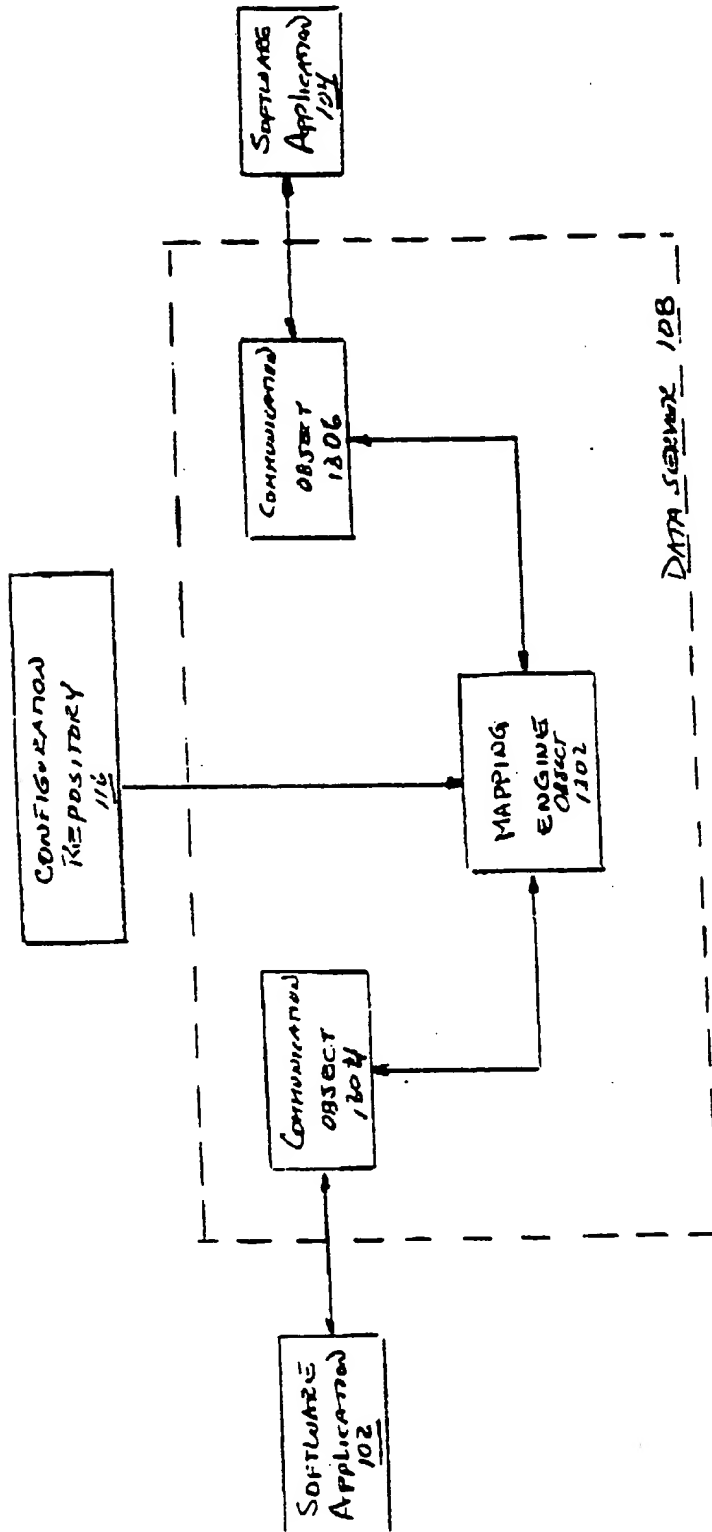 CONFIGURATION
REPOSITORY
116
SOFTWARE
APPLICATION
102
COMMUNICATION
OBJECT
1304
MAPPING
ENGINE
OBJECT
1302
COMMUNICATION
OBJECT
1306
SOFTWARE
APPLICATION
104
DATA SERVER 108